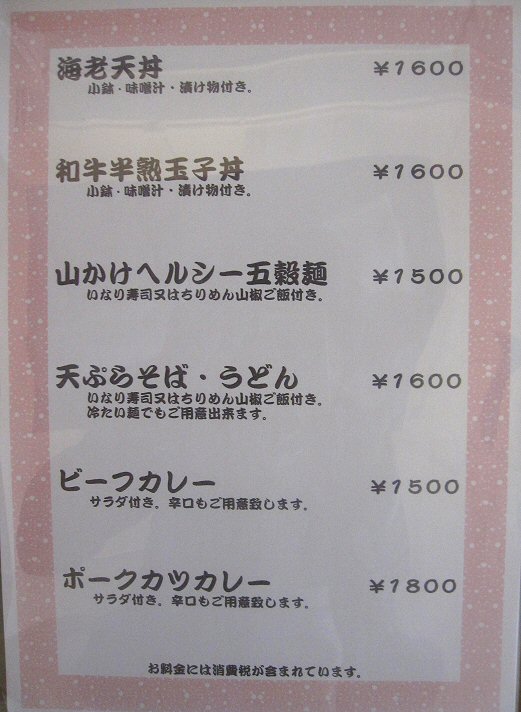 海老天丼 ￥1600
小鉢・味噌汁・漬け物付き。
和牛半熟玉子丼 ￥1600
小鉢・味噌汁・漬け物付き。
山かけヘルシー五穀麺 ￥1500
いなり寿司又はちりめん山椒ご飯付き。
天ぷらそば・うどん ￥1600
いなり寿司又はちりめん山椒ご飯付き。
冷たい麺でもご用意出来ます。
ビーフカレー ￥1500
サラダ付き。辛口もご用意致します。
ポークカツカレー ￥1800
サラダ付き。辛口もご用意致します。
お料金には消費税が含まれています。